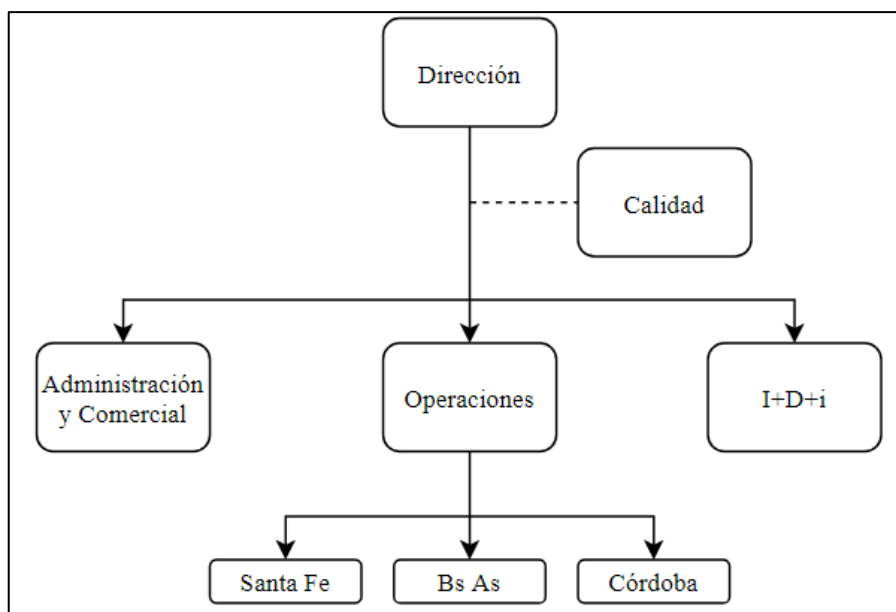 Dirección
Calidad
Administración
y Comercial
Operaciones
I+D+i
Santa Fe
Bs As
Córdoba